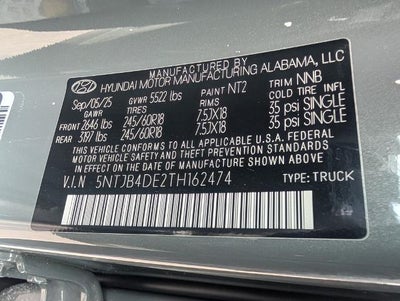 MANUFACTURED BY
HYUNDAI MOTOR MANUFACTURING ALABAMA, LLC
Sep/05/25 GVWR 5522 lbs PAINT NT2 TRIM NNB
GAWR TIRES RIMS COLD TIRE INFL
FRONT 2646 lbs 245/60R18 7.5JX18 35 psi SINGLE
REAR 3197 lbs 245/60R18 7.5JX18 35 psi SINGLE
THIS VEHICLE CONFORMS TO ALL APPLICABLE U.S.A. FEDERAL
MOTOR VEHICLE SAFETY, BUMPER, AND THEFT PREVENTION STANDARDS
IN EFFECT ON THE DATE OF MANUFACTURE SHOWN ABOVE.
V.I.N 5NTJB4DE2TH162474 TYPE: TRUCK